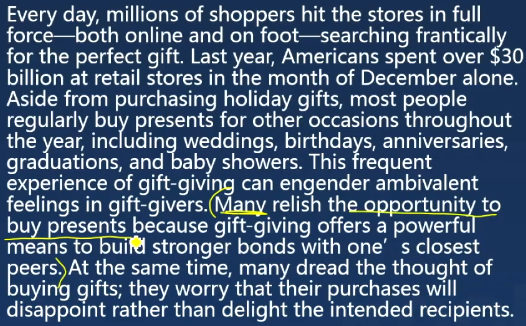 Every day, millions of shoppers hit the stores in full
force—both online and on foot—searching frantically
for the perfect gift. Last year, Americans spent over $30
billion at retail stores in the month of December alone.
Aside from purchasing holiday gifts, most people
regularly buy presents for other occasions throughout
the year, including weddings, birthdays, anniversaries,
graduations, and baby showers. This frequent
experience of gift-giving can engender ambivalent
feelings in gift-givers. Many relish the opportunity to
buy presents because gift-giving offers a powerful
means to build stronger bonds with one’ s closest
peers. At the same time, many dread the thought of
buying gifts; they worry that their purchases will
disappoint rather than delight the intended recipients.